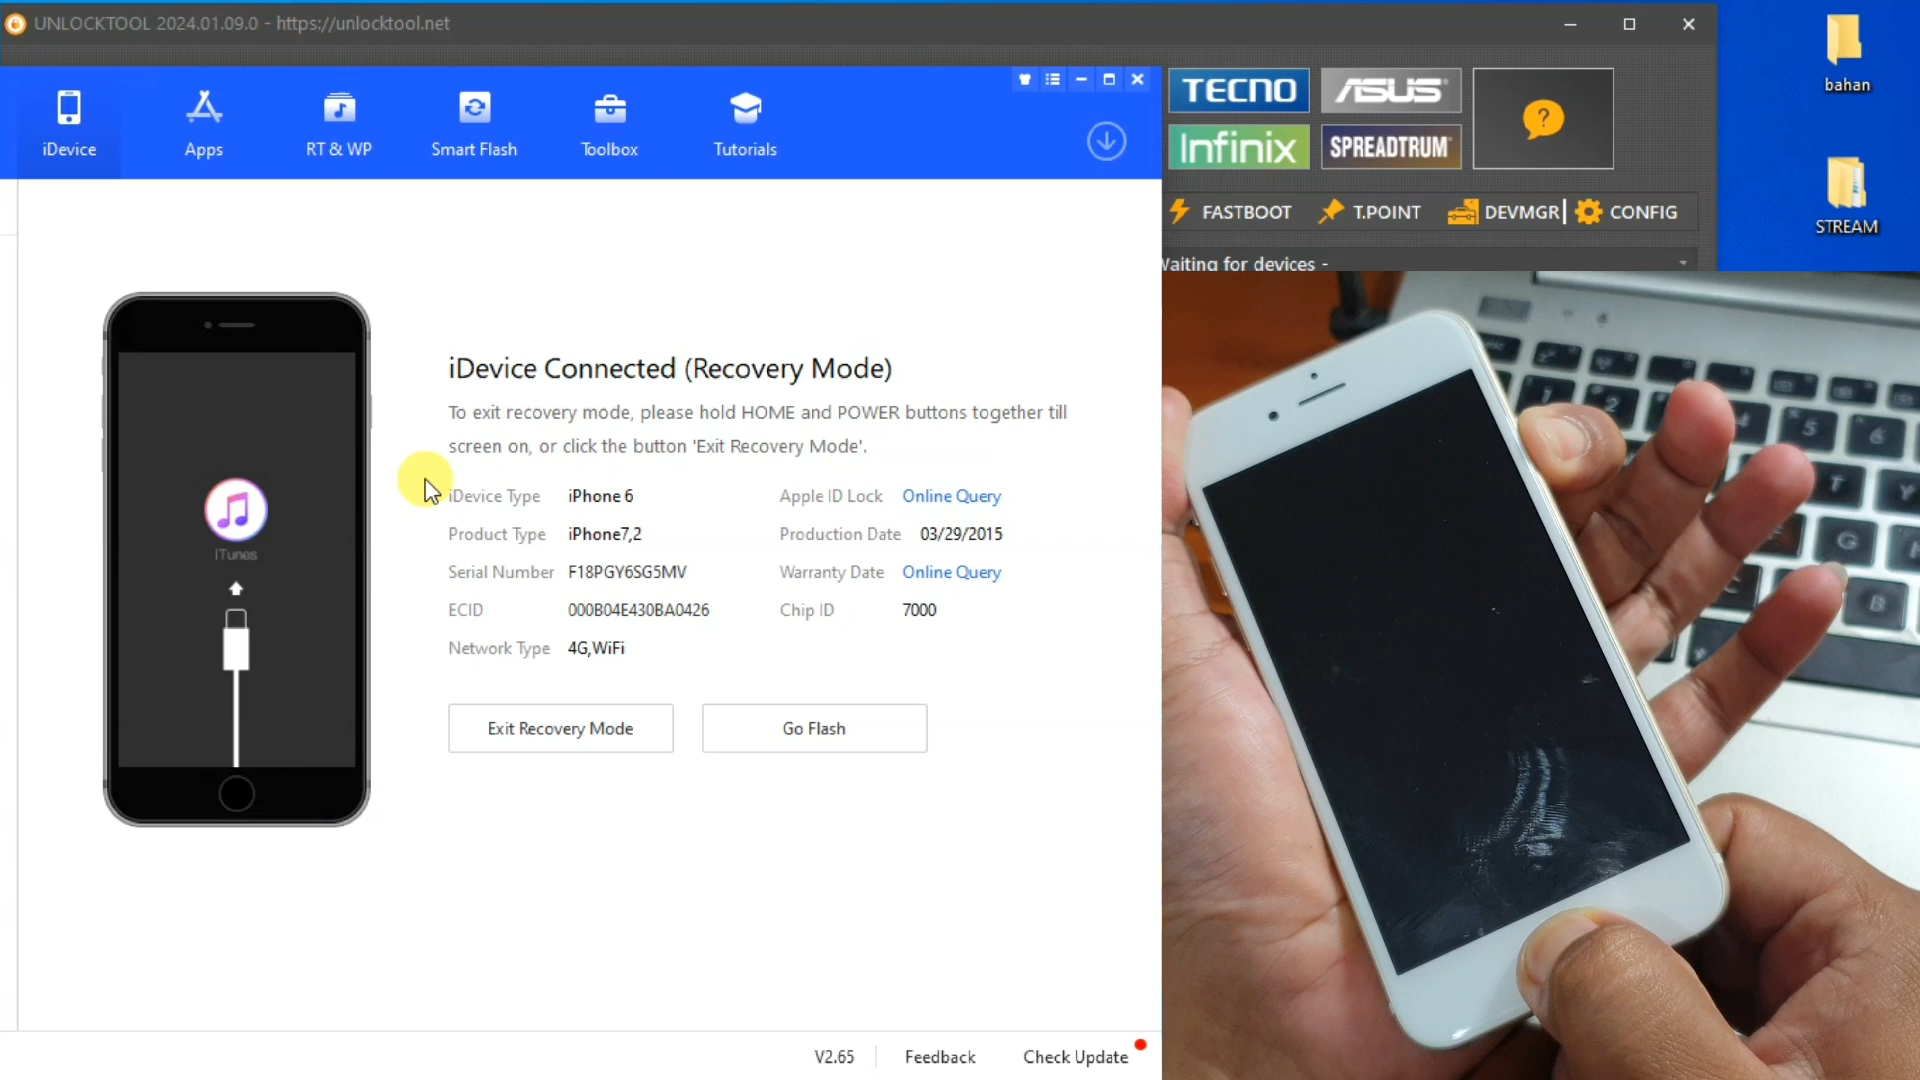 UNLOCKTOOL 2024.01.09.0 - https://unlocktool.net
bahan
STREAM
iDevice
Apps
RT & WP
Smart Flash
Toolbox
Tutorials
TECNO
ASUS
Infinix
SPREADTRUM
?
FASTBOOT
T.POINT
DEVMGR
CONFIG
Waiting for devices -
iTunes
iDevice Connected (Recovery Mode)
To exit recovery mode, please hold HOME and POWER buttons together till
screen on, or click the button 'Exit Recovery Mode'.
iDevice Type iPhone 6 Apple ID Lock Online Query
Product Type iPhone7,2 Production Date 03/29/2015
Serial Number F18PGY6SG5MV Warranty Date Online Query
ECID 000B04E430BA0426 Chip ID 7000
Network Type 4G,WiFi
Exit Recovery Mode
Go Flash
V2.65
Feedback
Check Update